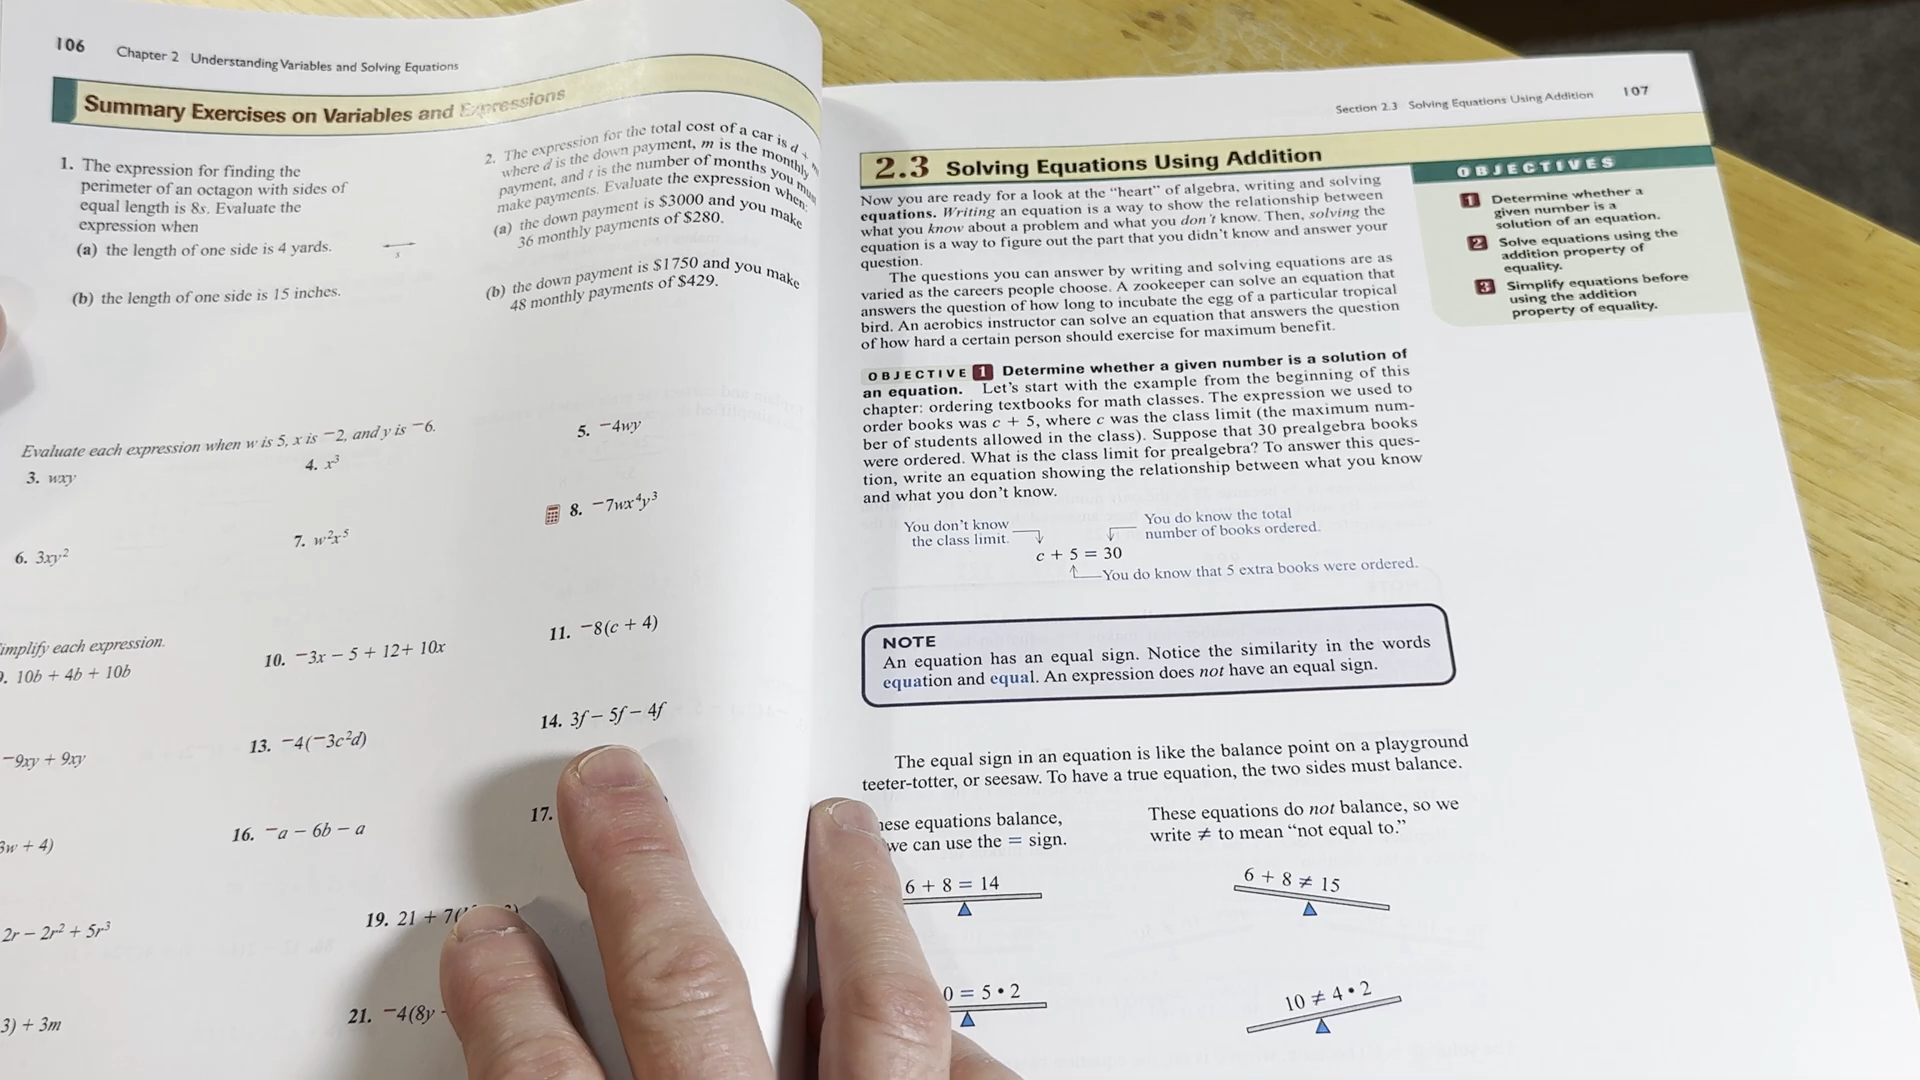 106
Chapter 2 Understanding Variables and Solving Equations
Summary Exercises on Variables and Expressions
1. The expression for finding the
perimeter of an octagon with sides of
equal length is 8s. Evaluate the
expression when
(a) the length of one side is 4 yards.
s
(b) the length of one side is 15 inches.
2. The expression for the total cost of a car is d +
where d is the down payment, m is the monthly
payment, and t is the number of months you must
make payments. Evaluate the expression when:
(a) the down payment is $3000 and you make
36 monthly payments of $280.
(b) the down payment is $1750 and you make
48 monthly payments of $429.
Evaluate each expression when w is 5, x is ⁻2, and y is ⁻6.
3. wxy
4. x³
5. ⁻4wy
6. 3xy²
7. w²x⁵
8. ⁻7wx⁴y³
implify each expression.
. 10b + 4b + 10b
10. ⁻3x − 5 + 12+ 10x
11. ⁻8(c + 4)
⁻9xy + 9xy
13. ⁻4(⁻3c²d)
14. 3f − 5f − 4f
3w + 4)
16. ⁻a − 6b − a
17.
2r − 2r² + 5r³
19. 21 + 7(
3) + 3m
21. ⁻4(8y
Section 2.3 Solving Equations Using Addition
107
2.3 Solving Equations Using Addition
Now you are ready for a look at the “heart” of algebra, writing and solving
equations. Writing an equation is a way to show the relationship between
what you know about a problem and what you don’t know. Then, solving the
equation is a way to figure out the part that you didn’t know and answer your
question.
The questions you can answer by writing and solving equations are as
varied as the careers people choose. A zookeeper can solve an equation that
answers the question of how long to incubate the egg of a particular tropical
bird. An aerobics instructor can solve an equation that answers the question
of how hard a certain person should exercise for maximum benefit.
OBJECTIVE 1 Determine whether a given number is a solution of
an equation. Let’s start with the example from the beginning of this
chapter: ordering textbooks for math classes. The expression we used to
order books was c + 5, where c was the class limit (the maximum num-
ber of students allowed in the class). Suppose that 30 prealgebra books
were ordered. What is the class limit for prealgebra? To answer this ques-
tion, write an equation showing the relationship between what you know
and what you don’t know.
You don’t know
the class limit.
You do know the total
number of books ordered.
c + 5 = 30
You do know that 5 extra books were ordered.
NOTE
An equation has an equal sign. Notice the similarity in the words
equation and equal. An expression does not have an equal sign.
The equal sign in an equation is like the balance point on a playground
teeter-totter, or seesaw. To have a true equation, the two sides must balance.
hese equations balance,
we can use the = sign.
These equations do not balance, so we
write ≠ to mean “not equal to.”
6 + 8 = 14
6 + 8 ≠ 15
0 = 5 • 2
10 ≠ 4 • 2
OBJECTIVES
1 Determine whether a
given number is a
solution of an equation.
2 Solve equations using the
addition property of
equality.
3 Simplify equations before
using the addition
property of equality.